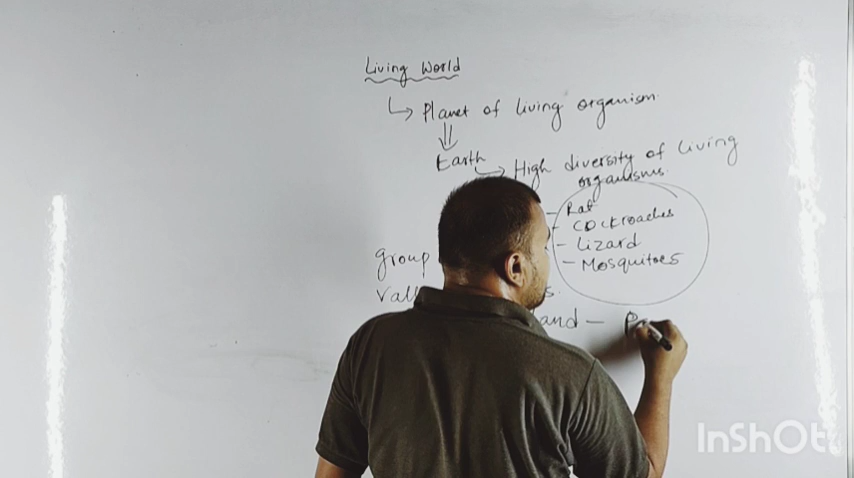 Living World
↳ Planet of living organism.
⇓
Earth
↳ High diversity of living
organisms.
- Rat
- Cockroaches
- Lizard
- Mosquitoes
group
and –
InShOt